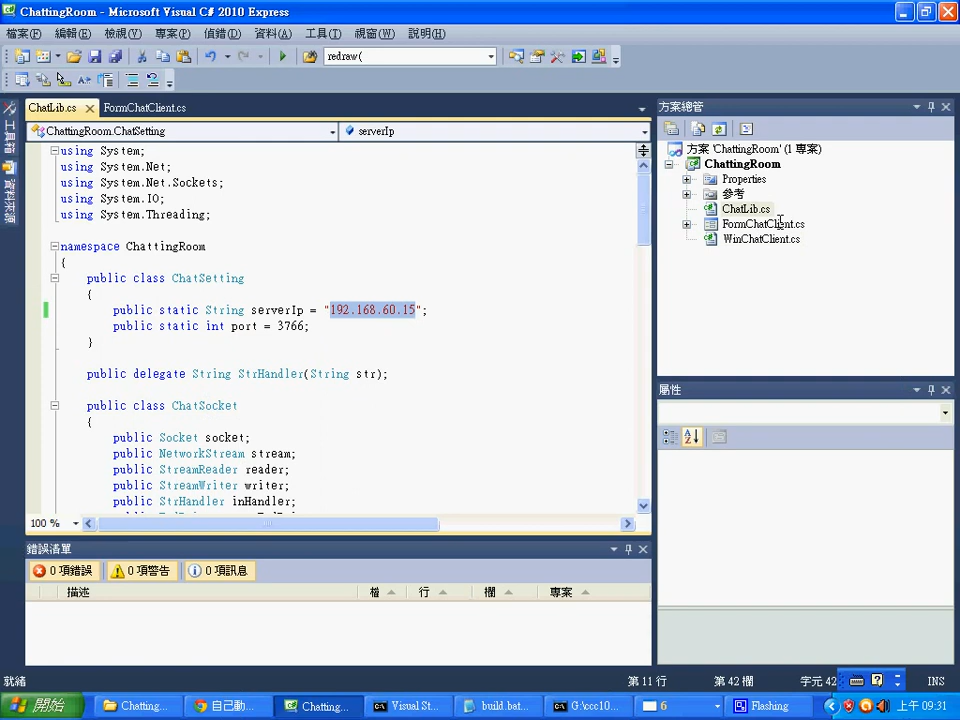 ChattingRoom - Microsoft Visual C# 2010 Express
檔案(F) 編輯(E) 檢視(V) 專案(P) 偵錯(D) 資料(A) 工具(T) 視窗(W) 說明(H)
redraw(
ChatLib.cs FormChatClient.cs
ChattingRoom.ChatSetting serverIp
using System;
using System.Net;
using System.Net.Sockets;
using System.IO;
using System.Threading;
namespace ChattingRoom
{
public class ChatSetting
{
public static String serverIp = "192.168.60.15";
public static int port = 3766;
}
public delegate String StrHandler(String str);
public class ChatSocket
{
public Socket socket;
public NetworkStream stream;
public StreamReader reader;
public StreamWriter writer;
public StrHandler inHandler;
100 %
工具箱
資料來源
方案總管
方案 'ChattingRoom' (1 專案)
ChattingRoom
Properties
參考
ChatLib.cs
FormChatClient.cs
WinChatClient.cs
屬性
錯誤清單
0 項錯誤 0 項警告 0 項訊息
描述 檔 行 欄 專案
就緒 第 11 行 第 42 欄 字元 42 INS
開始 Chatting... 自己動... Chatting... Visual St... build.bat... G:\ccc10... 6 Flashing 上午 09:31